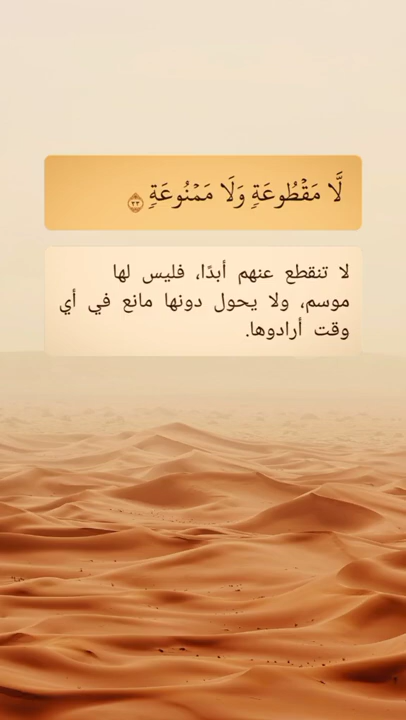 لَّا مَقۡطُوعَةٖ وَلَا مَمۡنُوعَةٖ ٣٣
لا تنقطع عنهم أبدًا، فليس لها
موسم، ولا يحول دونها مانع في أي
وقت أرادوها.